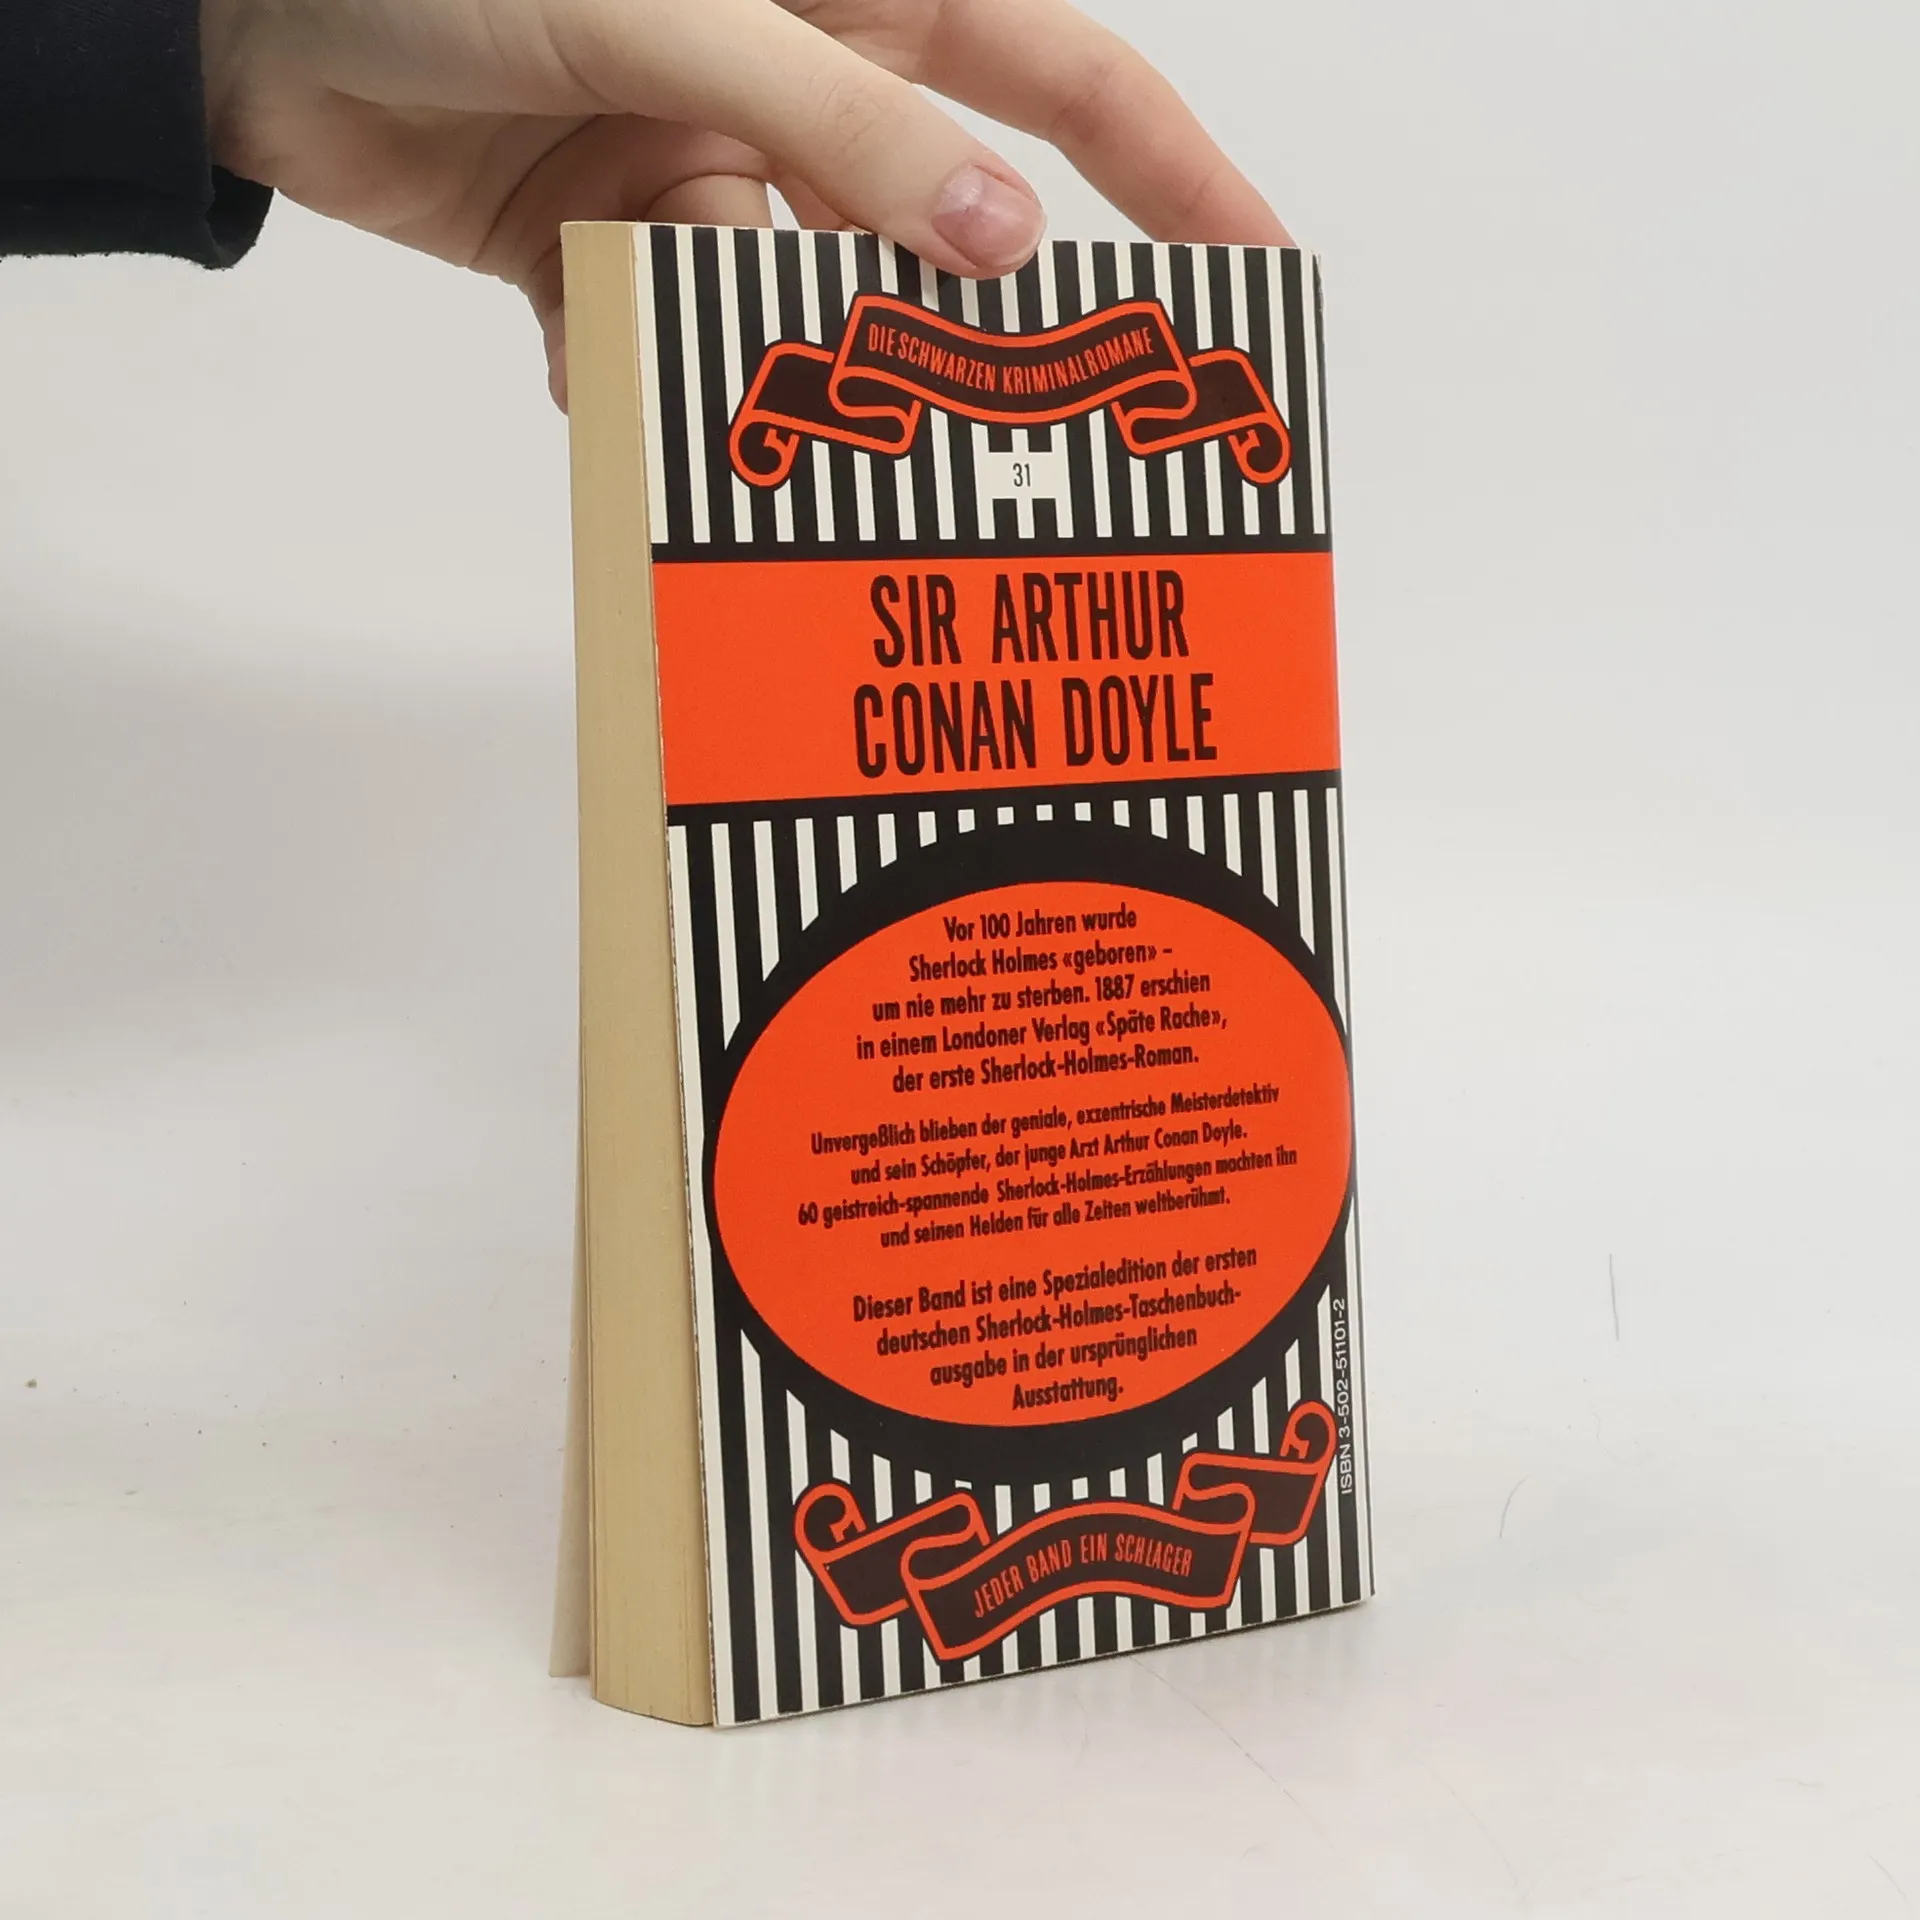 DIE SCHWARZEN KRIMINALROMANE
31
SIR ARTHUR
CONAN DOYLE
Vor 100 Jahren wurde
Sherlock Holmes «geboren» –
um nie mehr zu sterben. 1887 erschien
in einem Londoner Verlag «Späte Rache»,
der erste Sherlock-Holmes-Roman.
Unvergeßlich blieben der geniale, exzentrische Meisterdetektiv
und sein Schöpfer, der junge Arzt Arthur Conan Doyle.
60 geistreich-spannende Sherlock-Holmes-Erzählungen machten ihn
und seinen Helden für alle Zeiten weltberühmt.
Dieser Band ist eine Spezialedition der ersten
deutschen Sherlock-Holmes-Taschenbuch-
ausgabe in der ursprünglichen
Ausstattung.
ISBN 3-502-51101-2
JEDER BAND EIN SCHLAGER